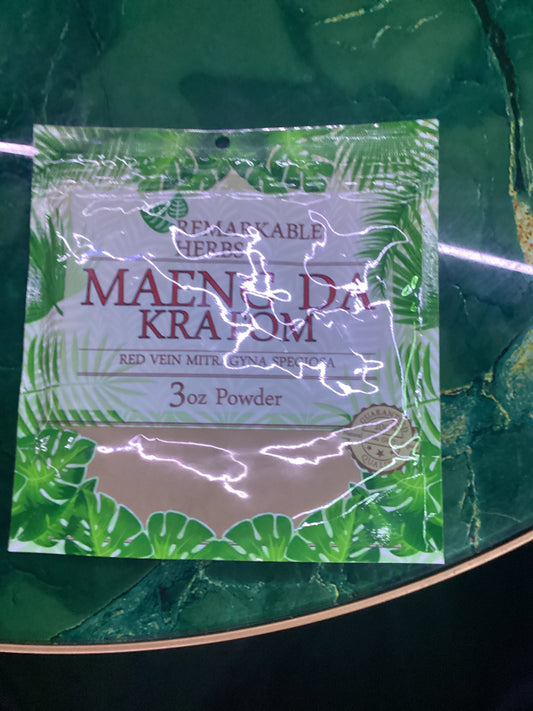 REMARKABLE
HERBS
MAENG DA
KRATOM
RED VEIN MITRAGYNA SPECIOSA
3oz Powder